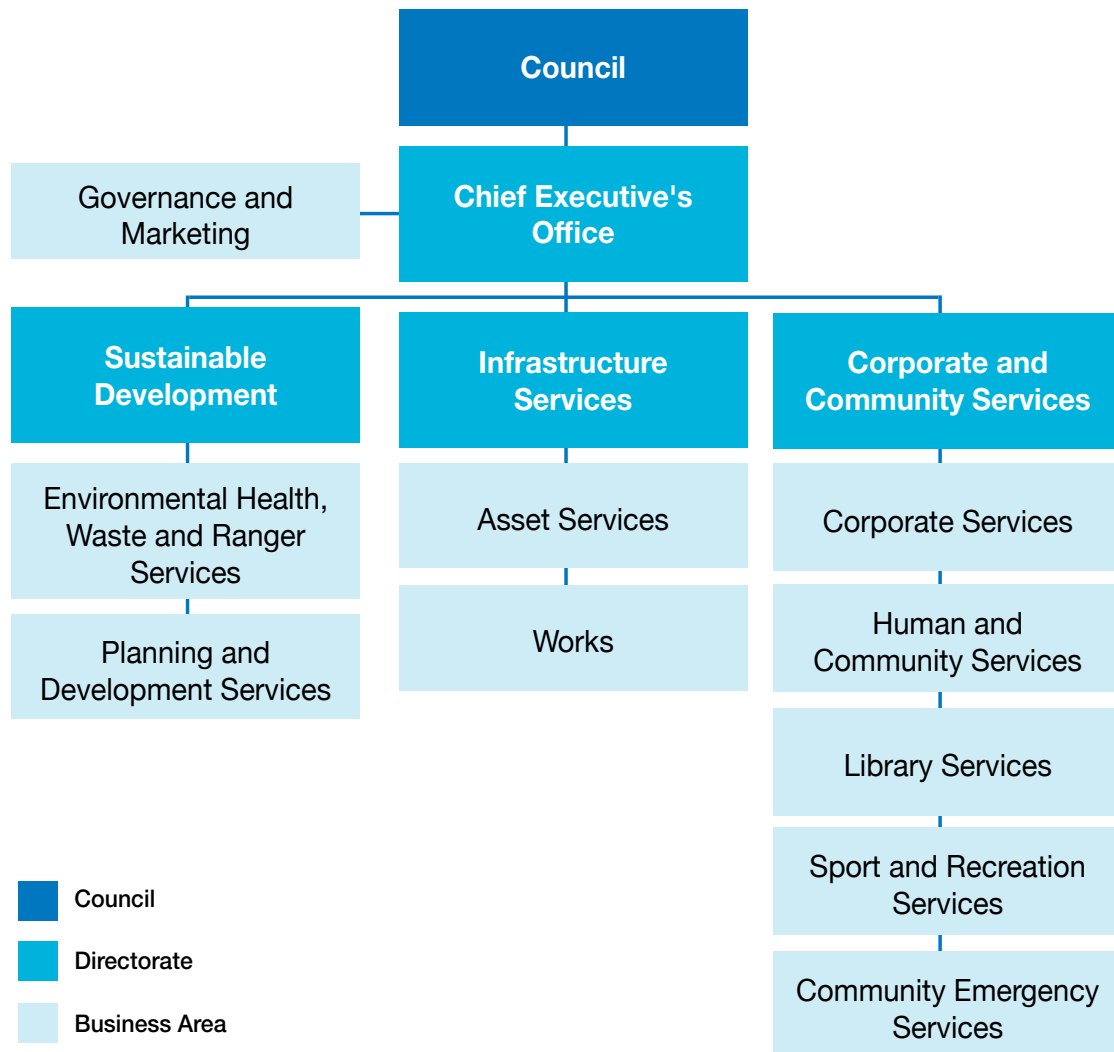 Council
Governance and
Marketing
Chief Executive's
Office
Sustainable
Development
Environmental Health,
Waste and Ranger
Services
Planning and
Development Services
Infrastructure
Services
Asset Services
Works
Corporate and
Community Services
Corporate Services
Human and
Community Services
Library Services
Sport and Recreation
Services
Community Emergency
Services
Council
Directorate
Business Area